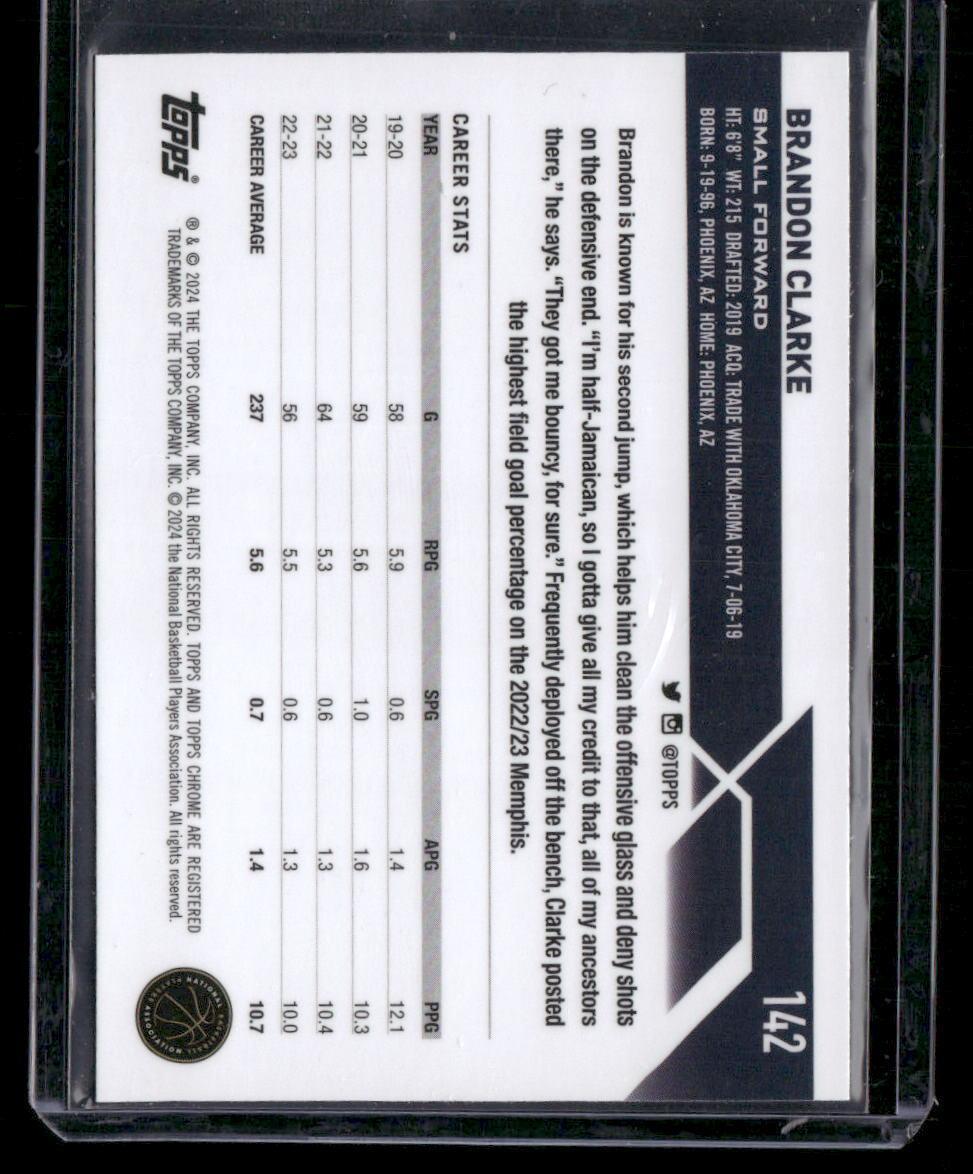 BRANDON CLARKE
142
SMALL FORWARD
HT: 6'8" WT: 215 DRAFTED: 2019 ACQ: TRADE WITH OKLAHOMA CITY, 7-06-19
BORN: 9-19-96, PHOENIX, AZ HOME: PHOENIX, AZ
@TOPPS
Brandon is known for his second jump, which helps him clean the offensive glass and deny shots
on the defensive end. “I’m half-Jamaican, so I gotta give all my credit to that, all of my ancestors
there,” he says. “They got me bouncy, for sure.” Frequently deployed off the bench, Clarke posted
the highest field goal percentage on the 2022/23 Memphis.
CAREER STATS
YEAR G RPG SPG APG PPG
19-20 58 5.9 0.6 1.4 12.1
20-21 59 5.6 1.0 1.6 10.3
21-22 64 5.3 0.6 1.3 10.4
22-23 56 5.5 0.6 1.3 10.0
CAREER AVERAGE 237 5.6 0.7 1.4 10.7
Topps®
® & © 2024 THE TOPPS COMPANY, INC. ALL RIGHTS RESERVED. TOPPS AND TOPPS CHROME ARE REGISTERED
TRADEMARKS OF THE TOPPS COMPANY, INC. © 2024 the National Basketball Players Association. All rights reserved.
NATIONAL BASKETBALL PLAYERS ASSOCIATION